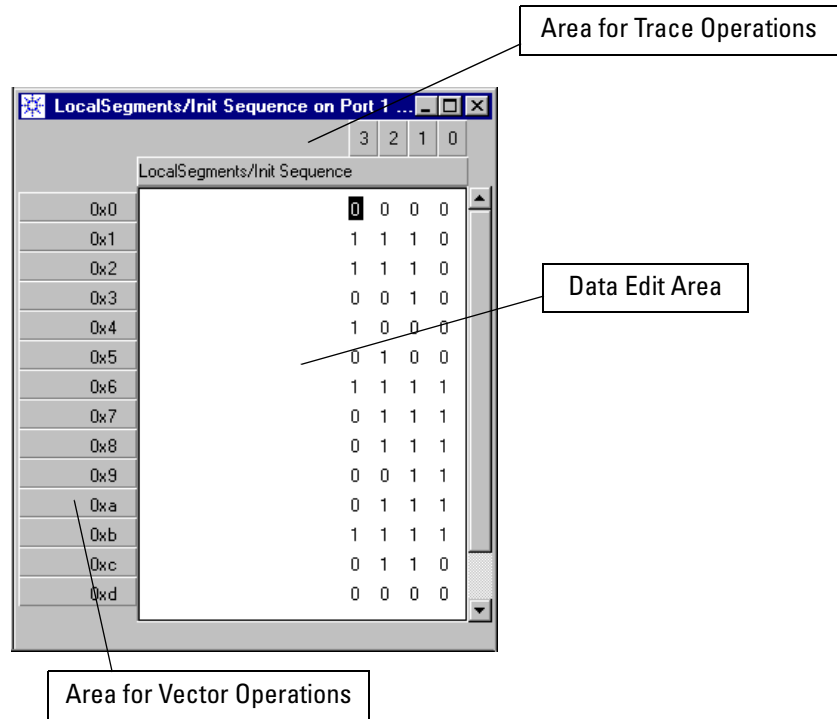 Area for Trace Operations
LocalSegments/Init Sequence on Port 1 ...
3 2 1 0
LocalSegments/Init Sequence
0x0 0 0 0 0
0x1 1 1 1 0
0x2 1 1 1 0
0x3 0 0 1 0
Data Edit Area
0x4 1 0 0 0
0x5 0 1 0 0
0x6 1 1 1 1
0x7 0 1 1 1
0x8 0 1 1 1
0x9 0 0 1 1
0xa 0 1 1 1
0xb 1 1 1 1
0xc 0 1 1 0
0xd 0 0 0 0
Area for Vector Operations